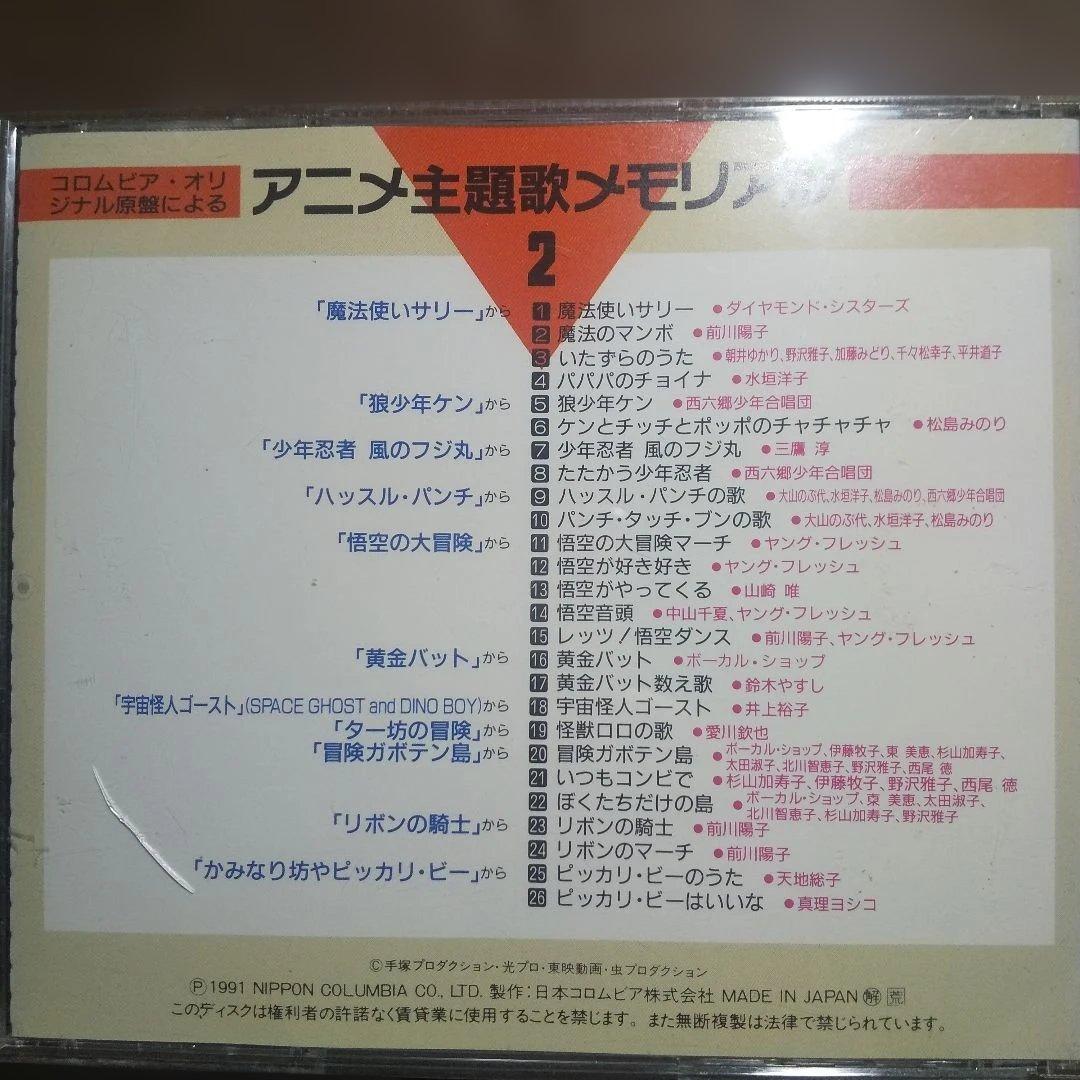 コロムビア・オリ
ジナル原盤による
アニメ主題歌メモリアル
2
「魔法使いサリー」から 1 魔法使いサリー ●ダイヤモンド・シスターズ
2 魔法のマンボ ●前川陽子
3 いたずらのうた ●朝井ゆかり、野沢雅子、加藤みどり、千々松幸子、平井道子
4 パパパのチョイナ ●水垣洋子
「狼少年ケン」から 5 狼少年ケン ●西六郷少年合唱団
6 ケンとチッチとポッポのチャチャチャ ●松島みのり
「少年忍者 風のフジ丸」から 7 少年忍者 風のフジ丸 ●三鷹 淳
8 たたかう少年忍者 ●西六郷少年合唱団
「ハッスル・パンチ」から 9 ハッスル・パンチの歌 ●大山のぶ代、水垣洋子、松島みのり、西六郷少年合唱団
10 パンチ・タッチ・ブンの歌 ●大山のぶ代、水垣洋子、松島みのり
「悟空の大冒険」から 11 悟空の大冒険マーチ ●ヤング・フレッシュ
12 悟空が好き好き ●ヤング・フレッシュ
13 悟空がやってくる ●山崎 唯
14 悟空音頭 ●中山千夏、ヤング・フレッシュ
15 レッツ!悟空ダンス ●前川陽子、ヤング・フレッシュ
「黄金バット」から 16 黄金バット ●ボーカル・ショップ
17 黄金バット数え歌 ●鈴木やすし
「宇宙怪人ゴースト」(SPACE GHOST and DINO BOY)から 18 宇宙怪人ゴースト ●井上裕子
「ター坊の冒険」から 19 怪獣ロロの歌 ●愛川欽也
「冒険ガボテン島」から 20 冒険ガボテン島 ●ボーカル・ショップ、伊藤牧子、東 美恵、杉山加寿子、
太田淑子、北川智恵子、野沢雅子、西尾 徳
21 いつもコンビで ●杉山加寿子、伊藤牧子、野沢雅子、西尾 徳
22 ぼくたちだけの島 ●ボーカル・ショップ、東 美恵、太田淑子、
北川智恵子、杉山加寿子、野沢雅子
「リボンの騎士」から 23 リボンの騎士 ●前川陽子
24 リボンのマーチ ●前川陽子
「かみなり坊やピッカリ・ビー」から 25 ピッカリ・ビーのうた ●天地総子
26 ピッカリ・ビーはいいな ●真理ヨシコ
©手塚プロダクション・光プロ・東映動画・虫プロダクション
Ⓟ1991 NIPPON COLUMBIA CO., LTD. 製作:日本コロムビア株式会社 MADE IN JAPAN 解 荒
このディスクは権利者の許諾なく賃貸業に使用することを禁じます。また無断複製は法律で禁じられています。